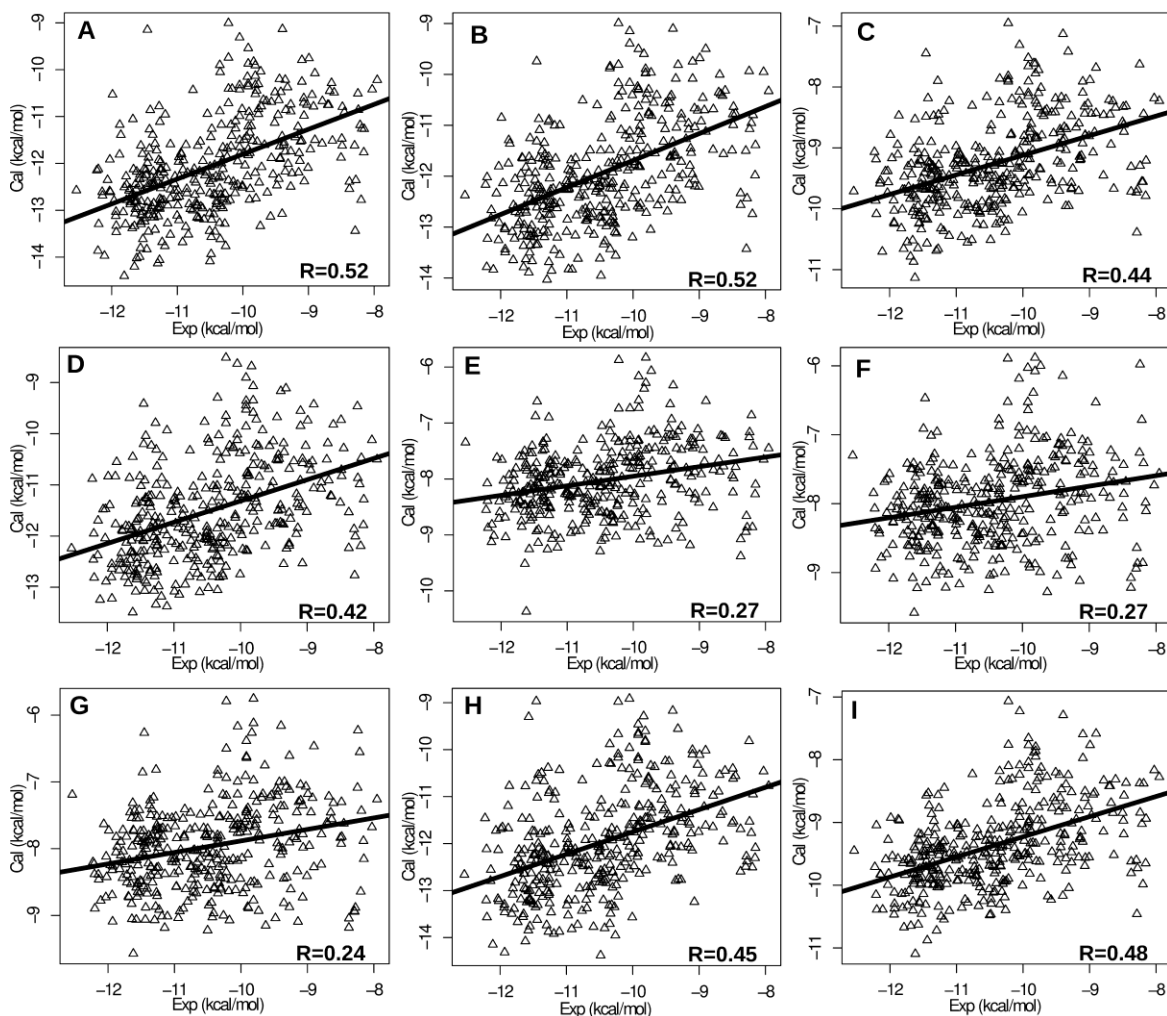 A
B
C
−9
−10
−11
−12
−13
−14
Cal (kcal/mol)
R=0.52
−12
−11
−10
−9
−8
Exp (kcal/mol)
−9
−10
−11
−12
−13
−14
Cal (kcal/mol)
R=0.52
−12
−11
−10
−9
−8
Exp (kcal/mol)
−7
−8
−9
−10
−11
Cal (kcal/mol)
R=0.44
−12
−11
−10
−9
−8
Exp (kcal/mol)
D
−9
−10
−11
−12
−13
Cal (kcal/mol)
R=0.42
−12
−11
−10
−9
−8
Exp (kcal/mol)
E
−6
−7
−8
−9
−10
Cal (kcal/mol)
R=0.27
−12
−11
−10
−9
−8
Exp (kcal/mol)
F
−6
−7
−8
−9
Cal (kcal/mol)
R=0.27
−12
−11
−10
−9
−8
Exp (kcal/mol)
G
−6
−7
−8
−9
Cal (kcal/mol)
R=0.24
−12
−11
−10
−9
−8
Exp (kcal/mol)
H
−9
−10
−11
−12
−13
−14
Cal (kcal/mol)
R=0.45
−12
−11
−10
−9
−8
Exp (kcal/mol)
I
−7
−8
−9
−10
−11
Cal (kcal/mol)
R=0.48
−12
−11
−10
−9
−8
Exp (kcal/mol)